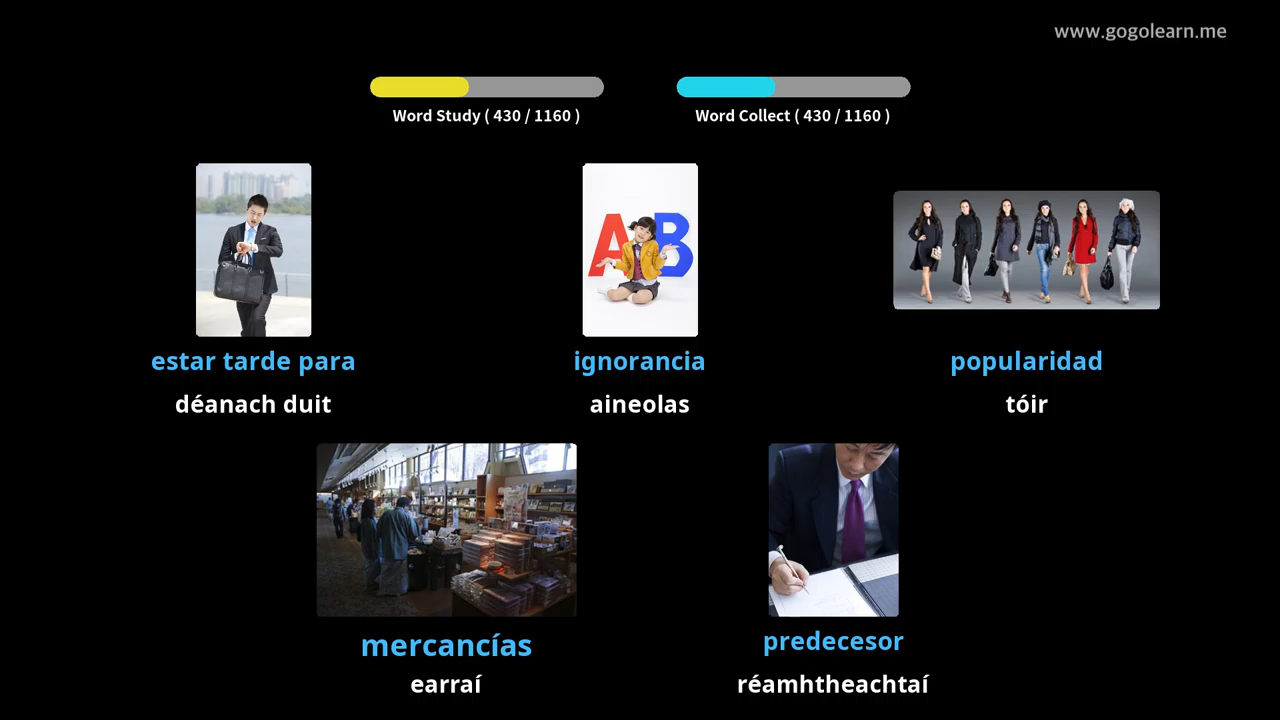 www.gogolearn.me
Word Study ( 430 / 1160 )
Word Collect ( 430 / 1160 )
A B
estar tarde para
ignorancia
popularidad
déanach duit
aineolas
tóir
mercancías
predecesor
earraí
réamhtheachtaí